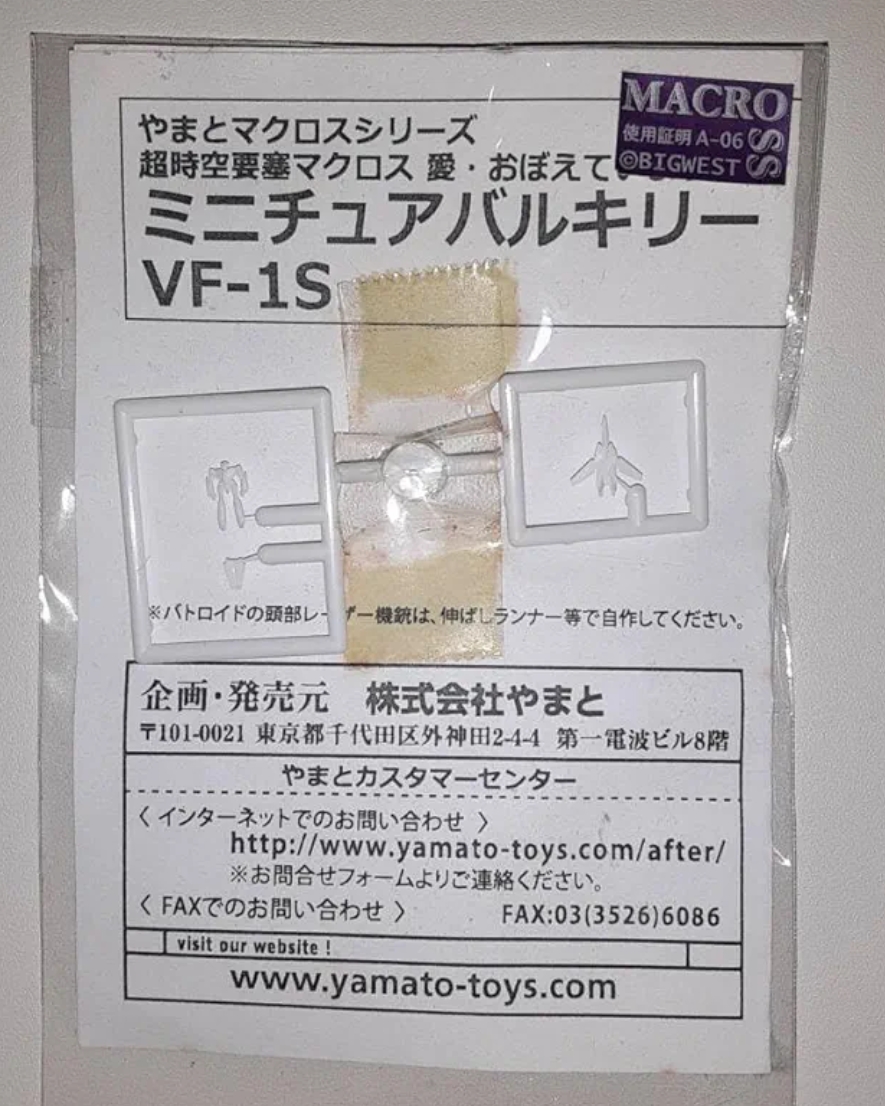 やまとマクロスシリーズ
超時空要塞マクロス 愛・おぼえて
ミニチュアバルキリー
VF-1S
MACROSS
使用証明 A-06
©BIGWEST
※バトロイドの頭部レーザー機銃は、伸ばしランナー等で自作してください。
企画・発売元 株式会社やまと
〒101-0021 東京都千代田区外神田2-4-4 第一電波ビル8階
やまとカスタマーセンター
〈 インターネットでのお問い合わせ 〉
http://www.yamato-toys.com/after/
※お問合せフォームよりご連絡ください。
〈 FAXでのお問い合わせ 〉 FAX:03(3526)6086
visit our website !
www.yamato-toys.com